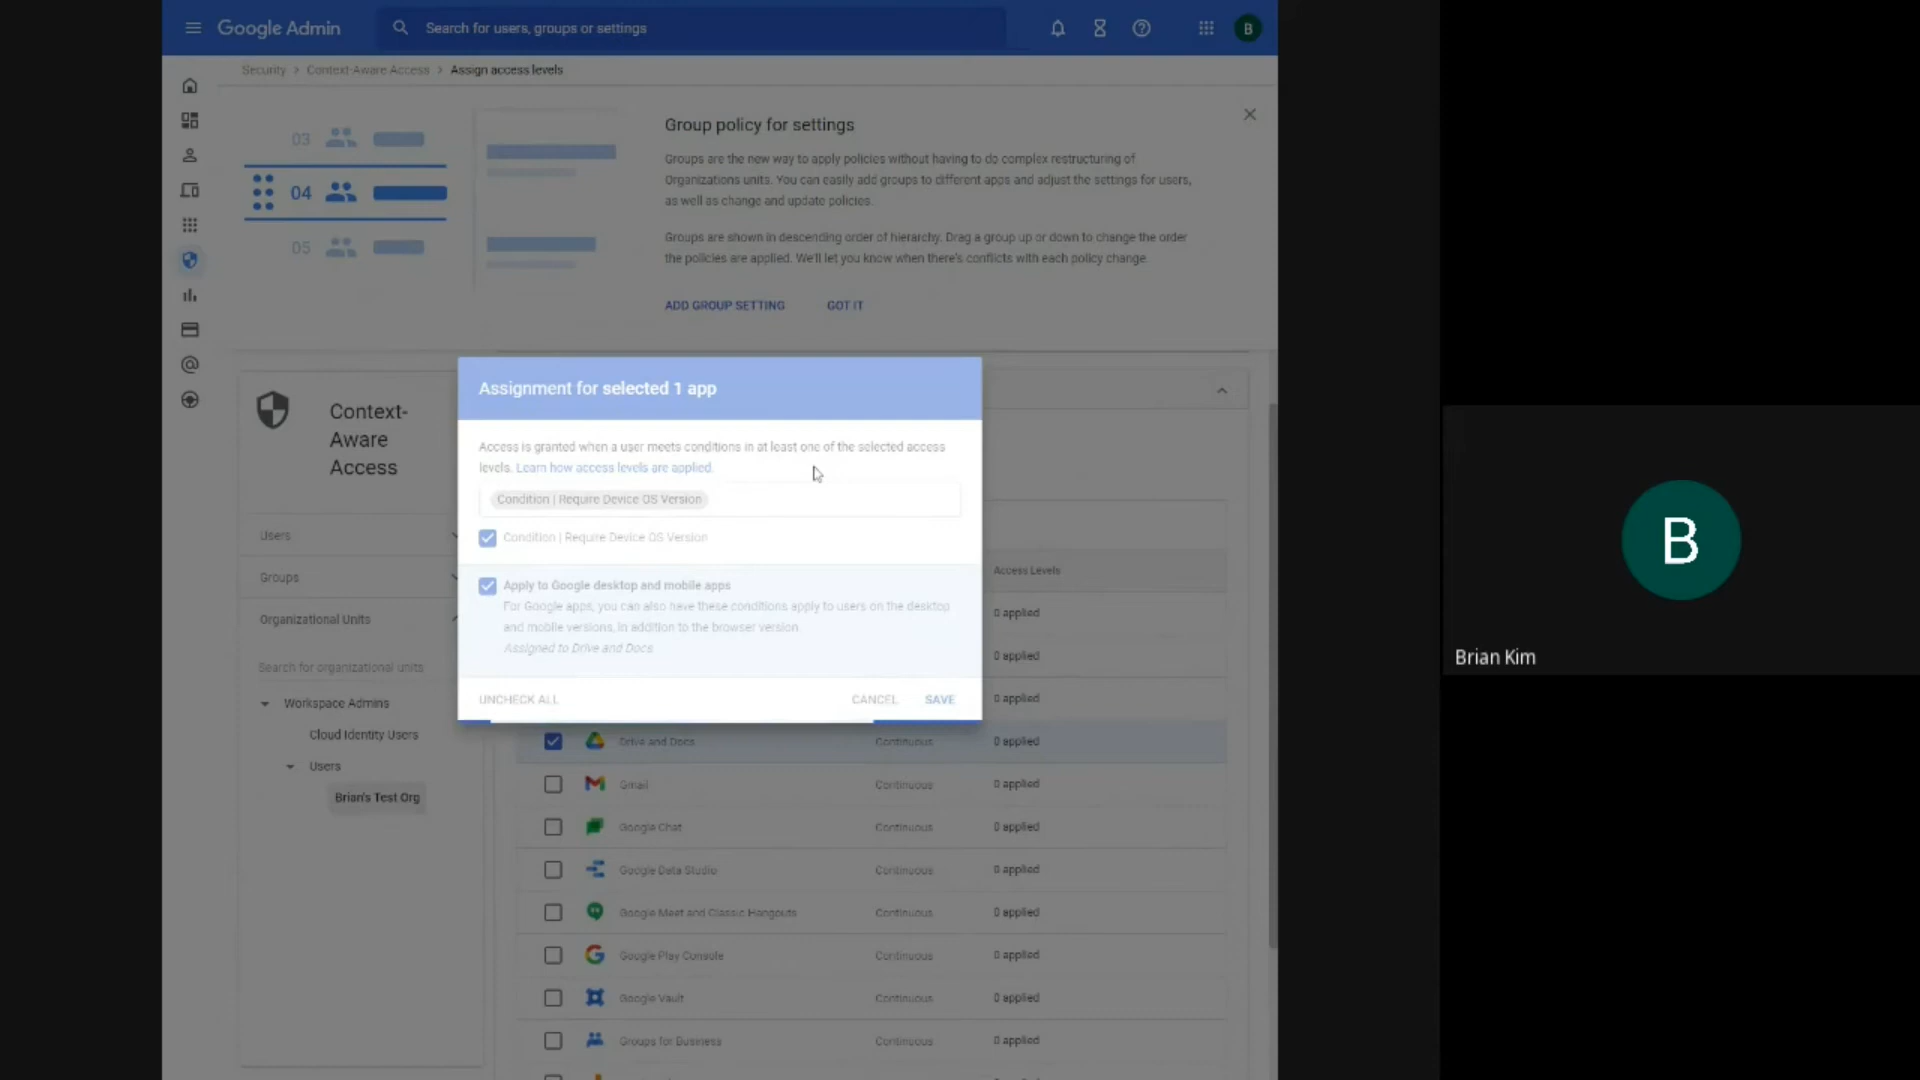 Google Admin
Search for users, groups or settings
B
Security > Context-Aware Access > Assign access levels
03
04
05
Group policy for settings
Groups are the new way to apply policies without having to do complex restructuring of
Organizations units. You can easily add groups to different apps and adjust the settings for users,
as well as change and update policies.
Groups are shown in descending order of hierarchy. Drag a group up or down to change the order
the policies are applied. We'll let you know when there's conflicts with each policy change.
ADD GROUP SETTING GOT IT
Context-
Aware
Access
Users
Groups
Organizational Units
Search for organizational units
Workspace Admins
Cloud Identity Users
Users
Brian's Test Org
Assignment for selected 1 app
Access is granted when a user meets conditions in at least one of the selected access
levels. Learn how access levels are applied.
Condition | Require Device OS Version
Condition | Require Device OS Version
Apply to Google desktop and mobile apps
For Google apps, you can also have these conditions apply to users on the desktop
and mobile versions, in addition to the browser version.
Assigned to Drive and Docs
UNCHECK ALL CANCEL SAVE
Access Levels
0 applied
0 applied
0 applied
Drive and Docs Continuous 0 applied
Gmail Continuous 0 applied
Google Chat Continuous 0 applied
Google Data Studio Continuous 0 applied
Google Meet and Classic Hangouts Continuous 0 applied
Google Play Console Continuous 0 applied
Google Vault Continuous 0 applied
Groups for Business Continuous 0 applied
B
Brian Kim